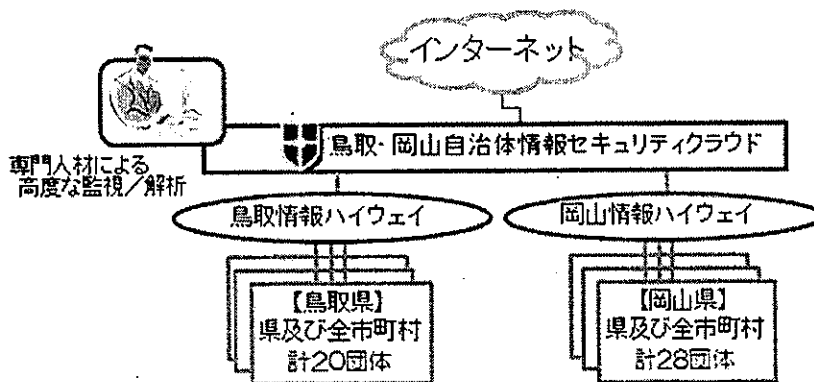 インターネット
鳥取・岡山自治体情報セキュリティクラウド
専門人材による
高度な監視／解析
鳥取情報ハイウェイ
岡山情報ハイウェイ
【鳥取県】
県及び全市町村
計20団体
【岡山県】
県及び全市町村
計28団体